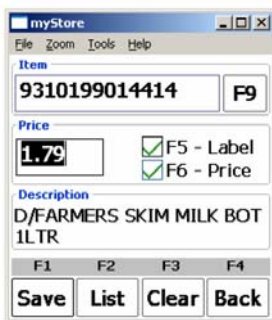 myStore
File Zoom Tools Help
Item
9310199014414 F9
Price
1.79 F5 - Label
F6 - Price
Description
D/FARMERS SKIM MILK BOT
1LTR
F1 F2 F3 F4
Save List Clear Back